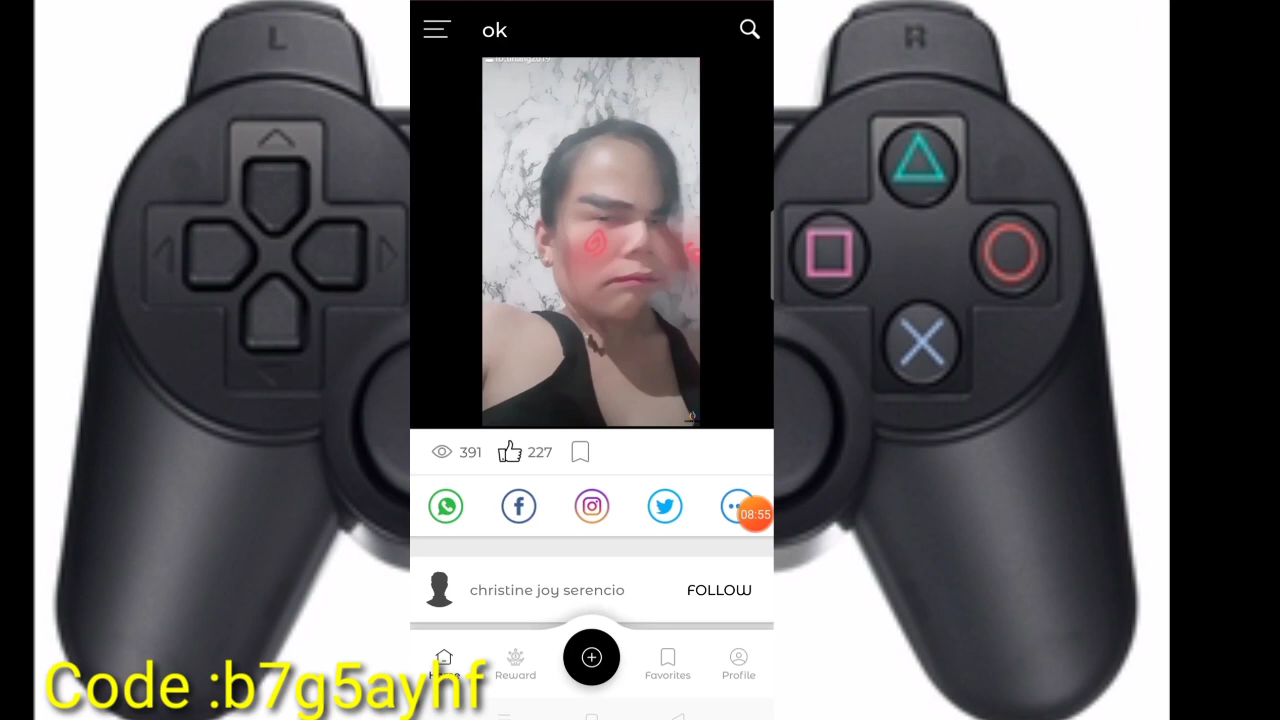 ok
L
R
391
227
08:55
christine joy serencio
FOLLOW
Reward
Favorites
Profile
Code :b7g5ayhf